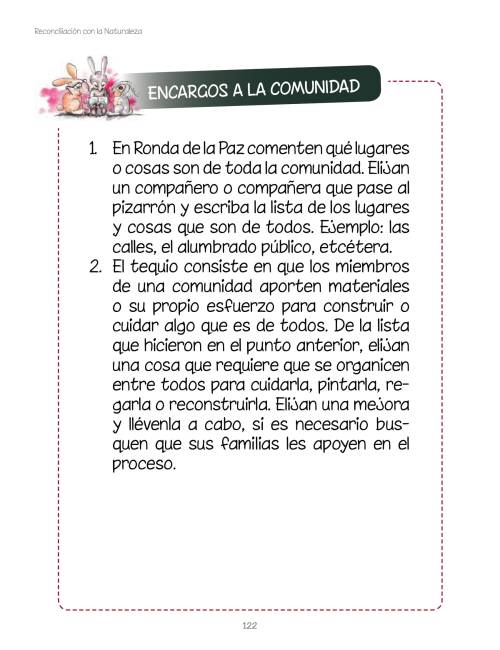 Reconciliación con la Naturaleza
ENCARGOS A LA COMUNIDAD
1. En Ronda de la Paz comenten qué lugares
o cosas son de toda la comunidad. Elijan
un compañero o compañera que pase al
pizarrón y escriba la lista de los lugares
y cosas que son de todos. Ejemplo: las
calles, el alumbrado público, etcétera.
2. El tequio consiste en que los miembros
de una comunidad aporten materiales
o su propio esfuerzo para construir o
cuidar algo que es de todos. De la lista
que hicieron en el punto anterior, elijan
una cosa que requiere que se organicen
entre todos para cuidarla, pintarla, re-
garla o reconstruirla. Elijan una mejora
y llévenla a cabo, si es necesario bus-
quen que sus familias les apoyen en el
proceso.
122